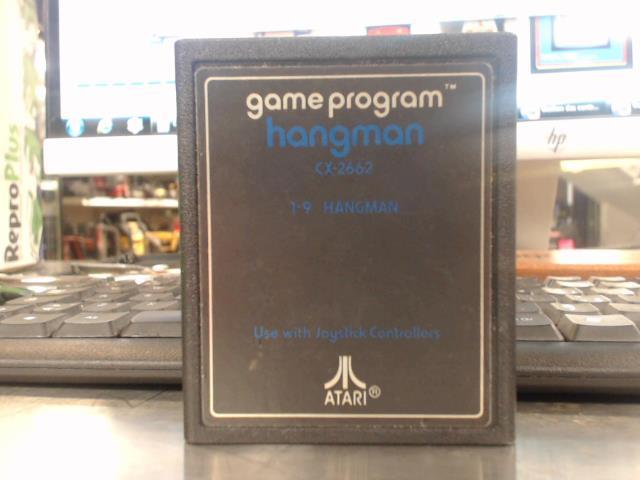 game program™
hangman
CX-2662
1-9 HANGMAN
Use with Joystick Controllers
ATARI®
ReproPlus
hp